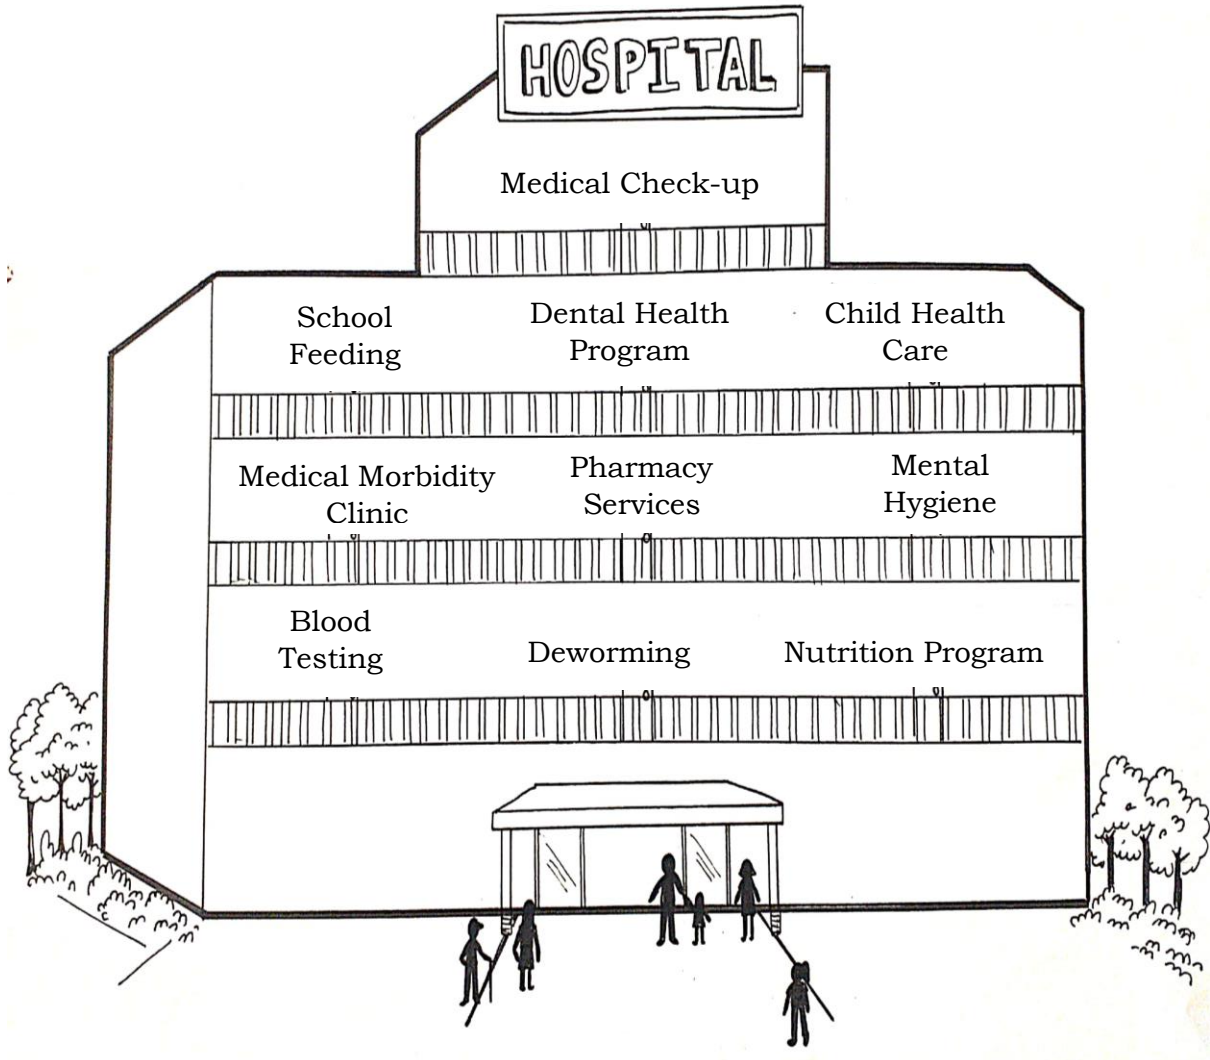 HOSPITAL
Medical Check-up
School
Feeding
Dental Health
Program
Child Health
Care
Medical Morbidity
Clinic
Pharmacy
Services
Mental
Hygiene
Blood
Testing
Deworming
Nutrition Program